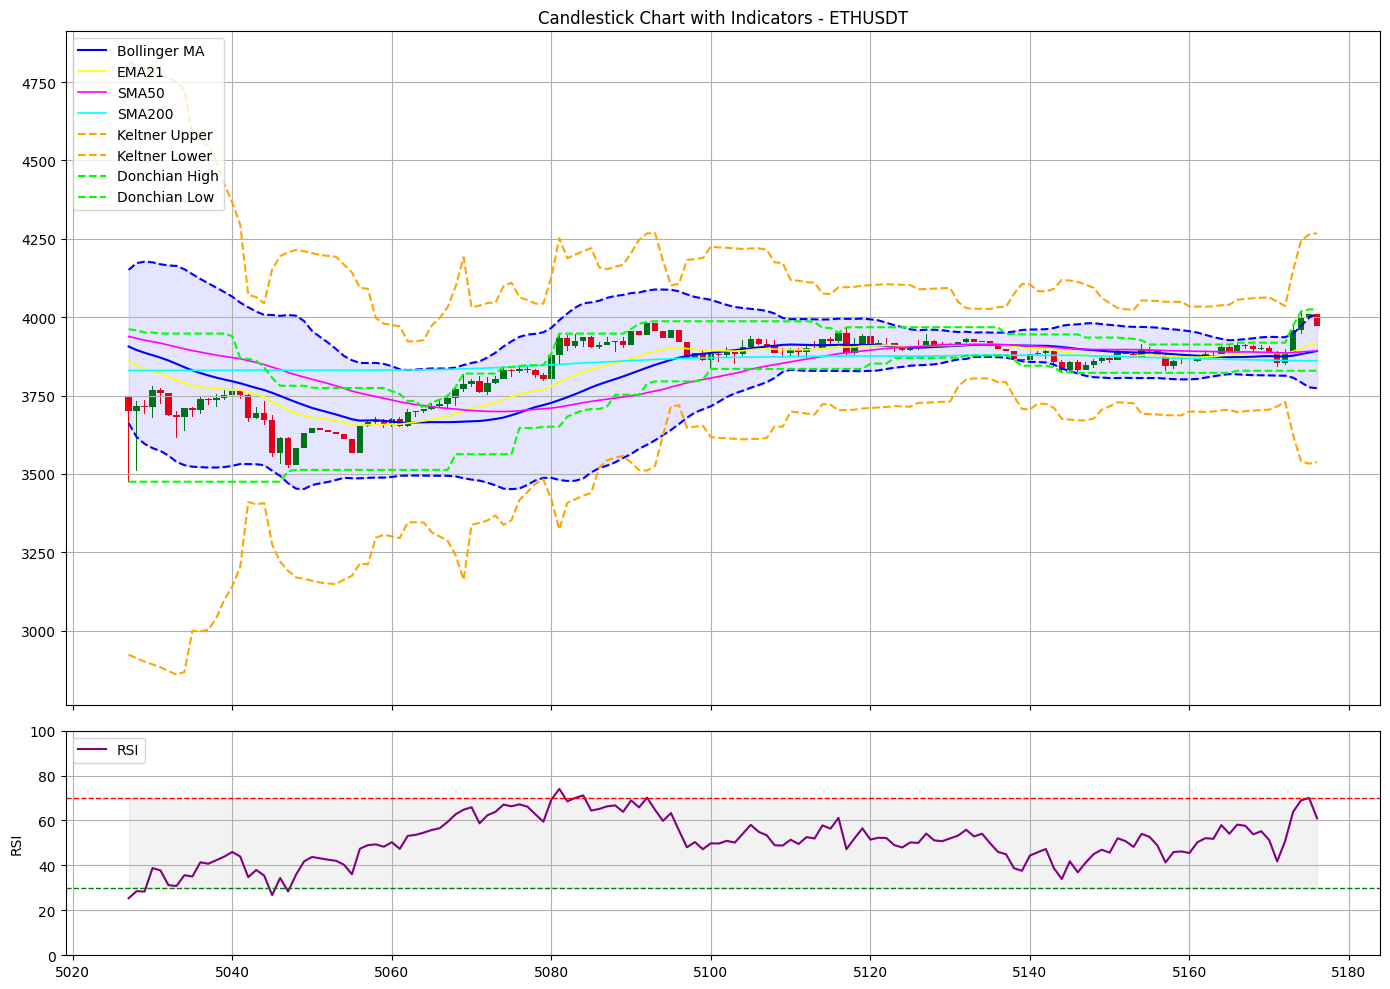 Candlestick Chart with Indicators - ETHUSDT
Bollinger MA
EMA21
SMA50
SMA200
Keltner Upper
Keltner Lower
Donchian High
Donchian Low
4750
4500
4250
4000
3750
3500
3250
3000
RSI
100
80
60
40
20
0
RSI
5020
5040
5060
5080
5100
5120
5140
5160
5180